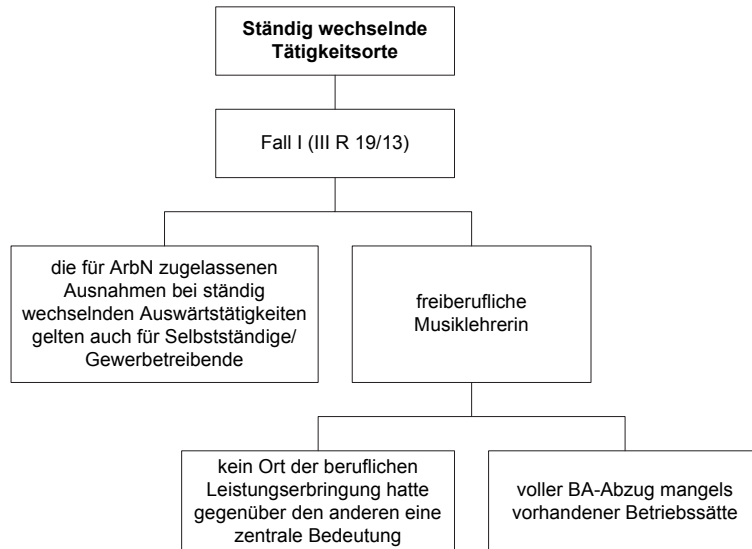 Ständig wechselnde
Tätigkeitsorte
Fall I (III R 19/13)
die für ArbN zugelassenen
Ausnahmen bei ständig
wechselnden Auswärtstätigkeiten
gelten auch für Selbstständige/
Gewerbetreibende
freiberufliche
Musiklehrerin
kein Ort der beruflichen
Leistungserbringung hatte
gegenüber den anderen eine
zentrale Bedeutung
voller BA-Abzug mangels
vorhandener Betriebssätte